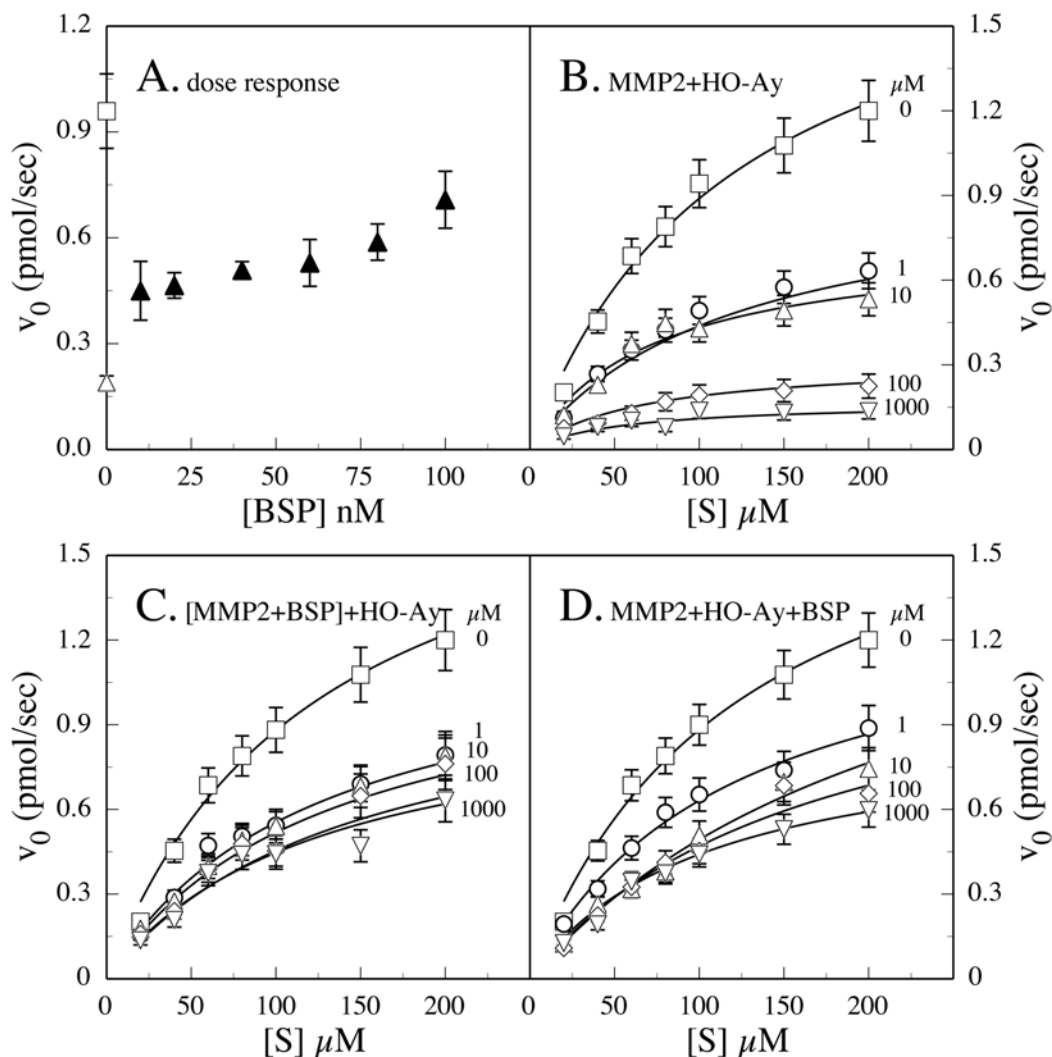 A. dose response
1.2
0.9
0.6
0.3
0.0
v0 (pmol/sec)
0 25 50 75 100
[BSP] nM
B. MMP2+HO-Ay
µM
0
1
10
100
1000
1.5
1.2
0.9
0.6
0.3
0
v0 (pmol/sec)
50 100 150 200
[S] µM
C. [MMP2+BSP]+HO-Ay
µM
0
1
10
100
1000
1.5
1.2
0.9
0.6
0.3
0
v0 (pmol/sec)
0 50 100 150 200
[S] µM
D. MMP2+HO-Ay+BSP
µM
0
1
10
100
1000
1.5
1.2
0.9
0.6
0.3
0
v0 (pmol/sec)
50 100 150 200
[S] µM